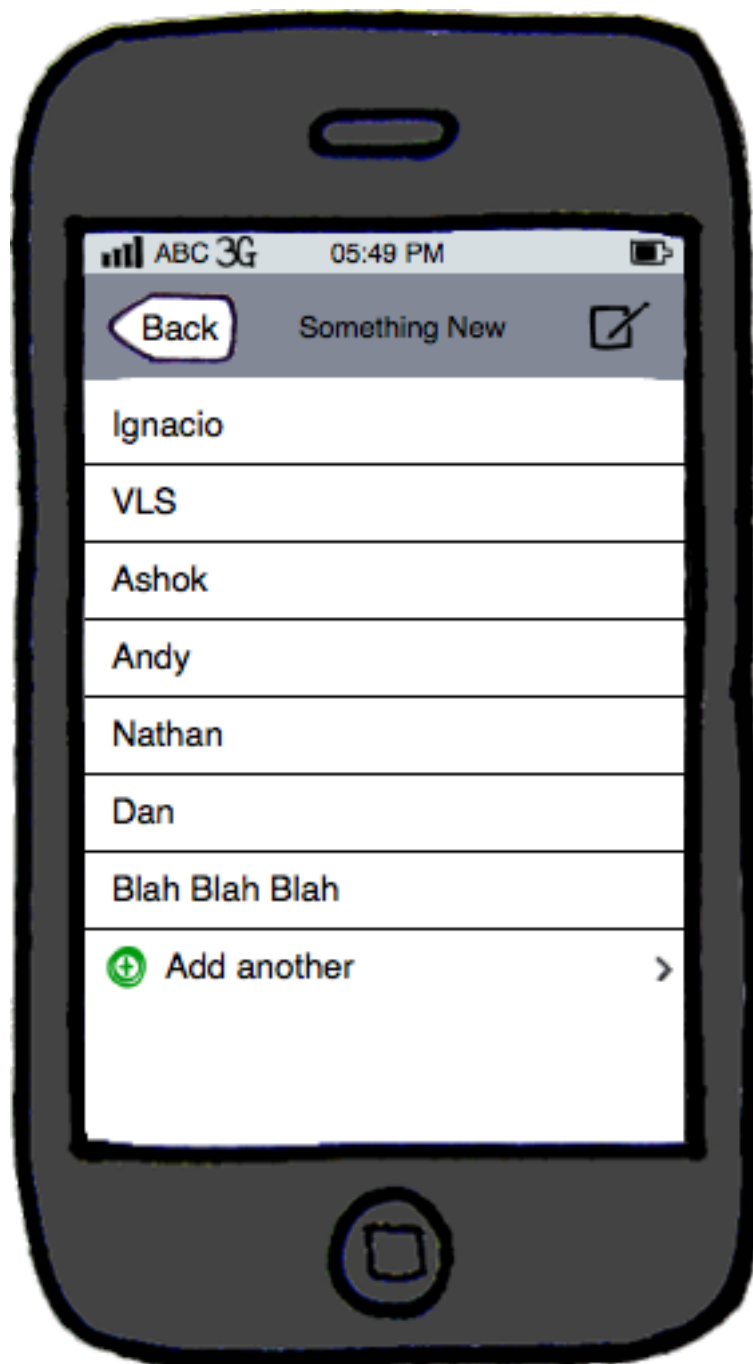 ABC 3G 05:49 PM
Back Something New
Ignacio
VLS
Ashok
Andy
Nathan
Dan
Blah Blah Blah
Add another